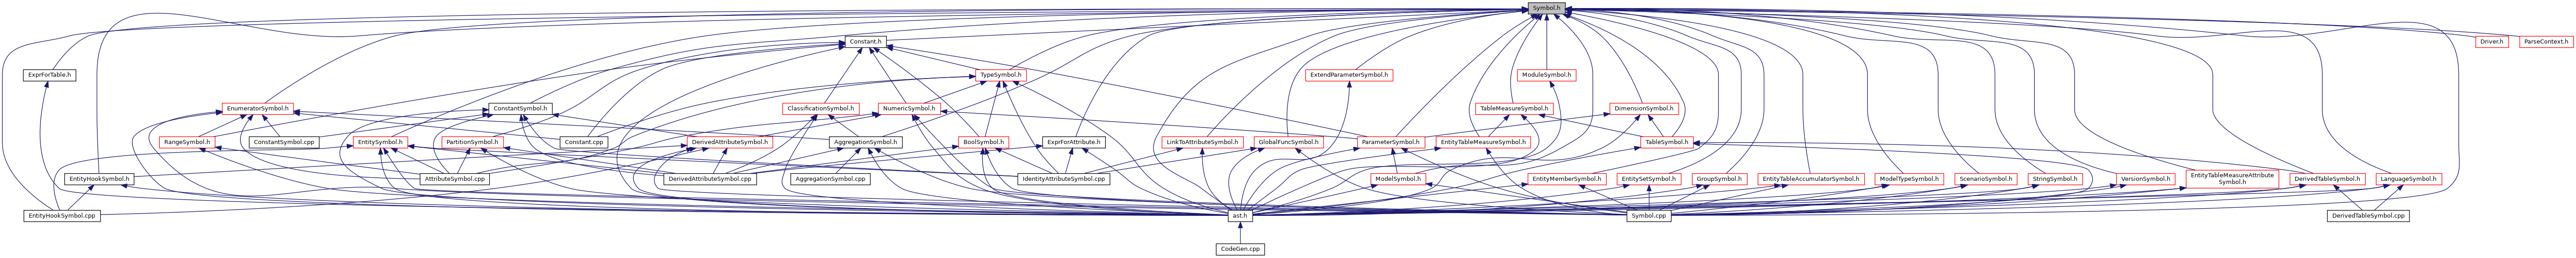 Symbol.h
Constant.h
Driver.h
ParseContext.h
ExprForTable.h
TypeSymbol.h
ExtendParameterSymbol.h
ModuleSymbol.h
EnumeratorSymbol.h
ConstantSymbol.h
ClassificationSymbol.h
NumericSymbol.h
TableMeasureSymbol.h
DimensionSymbol.h
RangeSymbol.h
ConstantSymbol.cpp
EntitySymbol.h
PartitionSymbol.h
Constant.cpp
DerivedAttributeSymbol.h
AggregationSymbol.h
BoolSymbol.h
ExprForAttribute.h
LinkToAttributeSymbol.h
GlobalFuncSymbol.h
ParameterSymbol.h
EntityTableMeasureSymbol.h
TableSymbol.h
EntityHookSymbol.h
AttributeSymbol.cpp
DerivedAttributeSymbol.cpp
AggregationSymbol.cpp
IdentityAttributeSymbol.cpp
ModelSymbol.h
EntityMemberSymbol.h
EntitySetSymbol.h
GroupSymbol.h
EntityTableAccumulatorSymbol.h
ModelTypeSymbol.h
ScenarioSymbol.h
StringSymbol.h
VersionSymbol.h
EntityTableMeasureAttribute
Symbol.h
DerivedTableSymbol.h
LanguageSymbol.h
EntityHookSymbol.cpp
ast.h
Symbol.cpp
DerivedTableSymbol.cpp
CodeGen.cpp